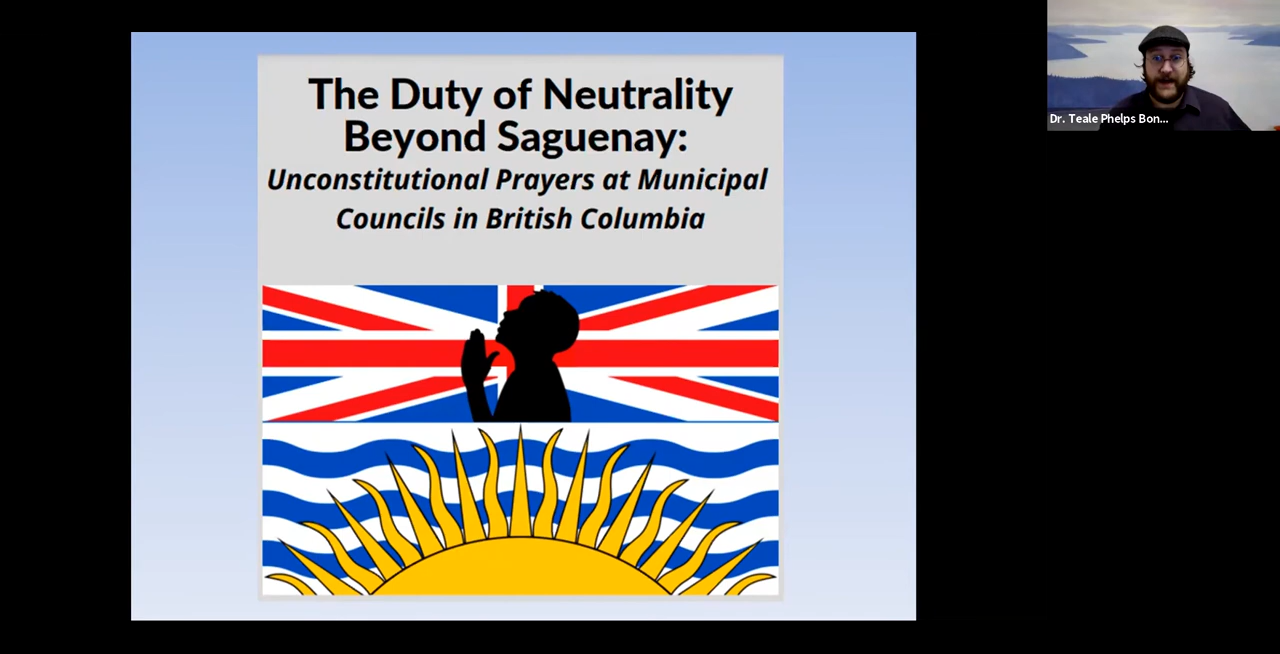 The Duty of Neutrality
Beyond Saguenay:
Unconstitutional Prayers at Municipal
Councils in British Columbia
Dr. Teale Phelps Bon...